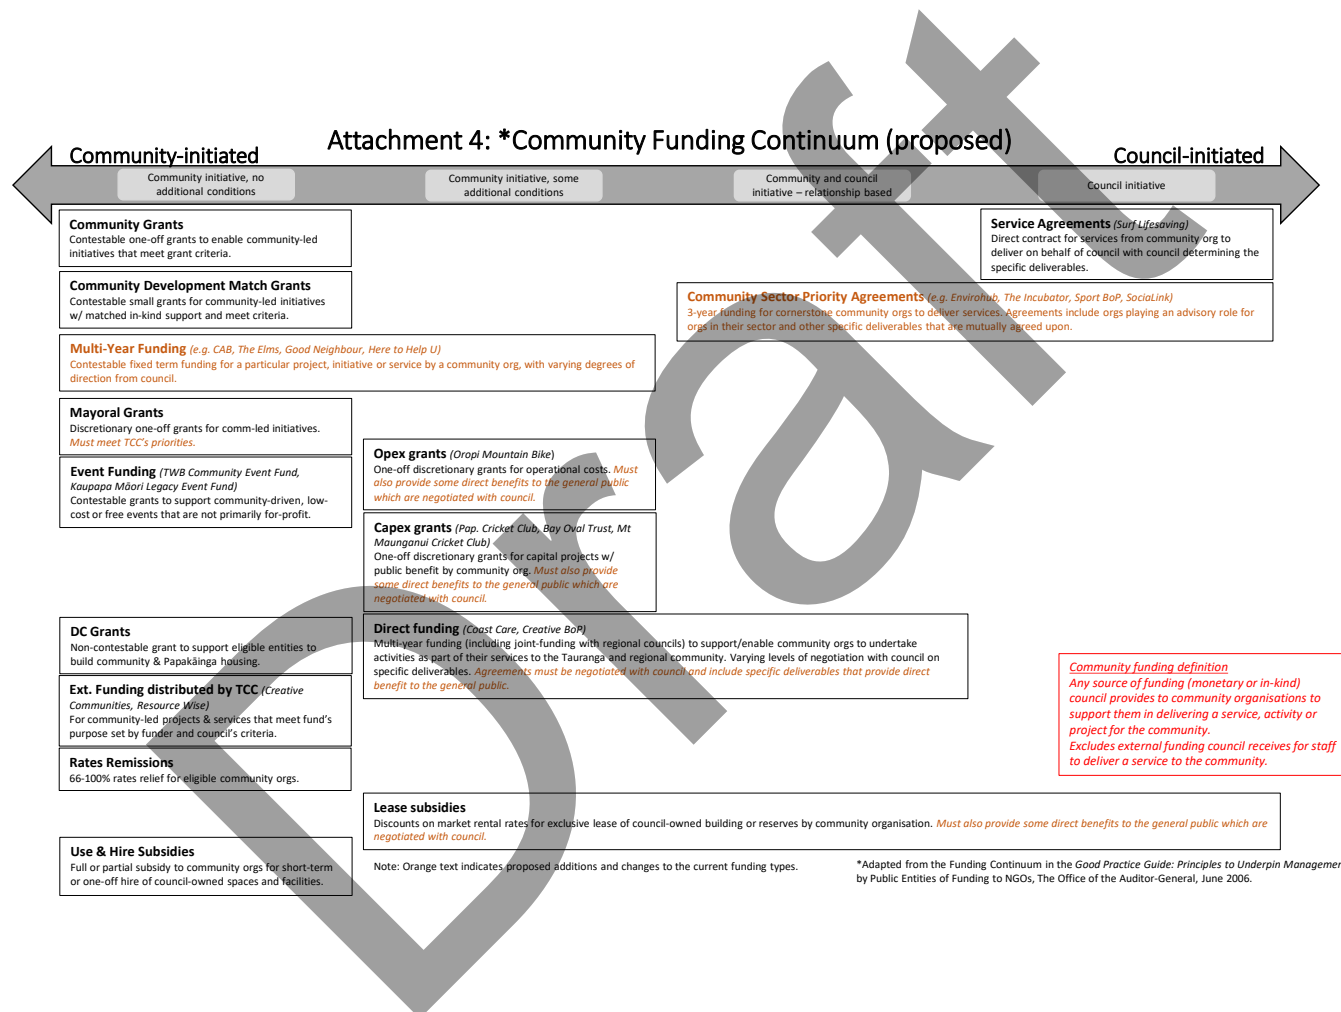 Attachment 4: *Community Funding Continuum (proposed)
Community-initiated
Council-initiated
Community initiative, no
additional conditions
Community initiative, some
additional conditions
Community and council
initiative – relationship based
Council initiative
Community Grants
Contestable one-off grants to enable community-led
initiatives that meet grant criteria.
Service Agreements (Surf Lifesaving)
Direct contract for services from community org to
deliver on behalf of council with council determining the
specific deliverables.
Community Development Match Grants
Contestable small grants for community-led initiatives
w/ matched in-kind support and meet criteria.
Community Sector Priority Agreements (e.g. Envirohub, The Incubator, Sport BoP, SociaLink)
3-year funding for cornerstone community orgs to deliver services. Agreements include orgs playing an advisory role for
orgs in their sector and other specific deliverables that are mutually agreed upon.
Multi-Year Funding (e.g. CAB, The Elms, Good Neighbour, Here to Help U)
Contestable fixed term funding for a particular project, initiative or service by a community org, with varying degrees of
direction from council.
Mayoral Grants
Discretionary one-off grants for comm-led initiatives.
Must meet TCC's priorities.
Event Funding (TWB Community Event Fund,
Kaupapa Māori Legacy Event Fund)
Contestable grants to support community-driven, low-
cost or free events that are not primarily for-profit.
Opex grants (Oropi Mountain Bike)
One-off discretionary grants for operational costs. Must
also provide some direct benefits to the general public
which are negotiated with council.
Capex grants (Pap. Cricket Club, Bay Oval Trust, Mt
Maunganui Cricket Club)
One-off discretionary grants for capital projects w/
public benefit by community org. Must also provide
some direct benefits to the general public which are
negotiated with council.
DC Grants
Non-contestable grant to support eligible entities to
build community & Papakāinga housing.
Direct funding (Coast Care, Creative BoP)
Multi-year funding (including joint-funding with regional councils) to support/enable community orgs to undertake
activities as part of their services to the Tauranga and regional community. Varying levels of negotiation with council on
specific deliverables. Agreements must be negotiated with council and include specific deliverables that provide direct
benefit to the general public.
Ext. Funding distributed by TCC (Creative
Communities, Resource Wise)
For community-led projects & services that meet fund's
purpose set by funder and council's criteria.
Community funding definition
Any source of funding (monetary or in-kind)
council provides to community organisations to
support them in delivering a service, activity or
project for the community.
Excludes external funding council receives for staff
to deliver a service to the community.
Rates Remissions
66-100% rates relief for eligible community orgs.
Lease subsidies
Discounts on market rental rates for exclusive lease of council-owned building or reserves by community organisation. Must also provide some direct benefits to the general public which are
negotiated with council.
Use & Hire Subsidies
Full or partial subsidy to community orgs for short-term
or one-off hire of council-owned spaces and facilities.
Note: Orange text indicates proposed additions and changes to the current funding types.
*Adapted from the Funding Continuum in the Good Practice Guide: Principles to Underpin Managemen
by Public Entities of Funding to NGOs, The Office of the Auditor-General, June 2006.
Draft